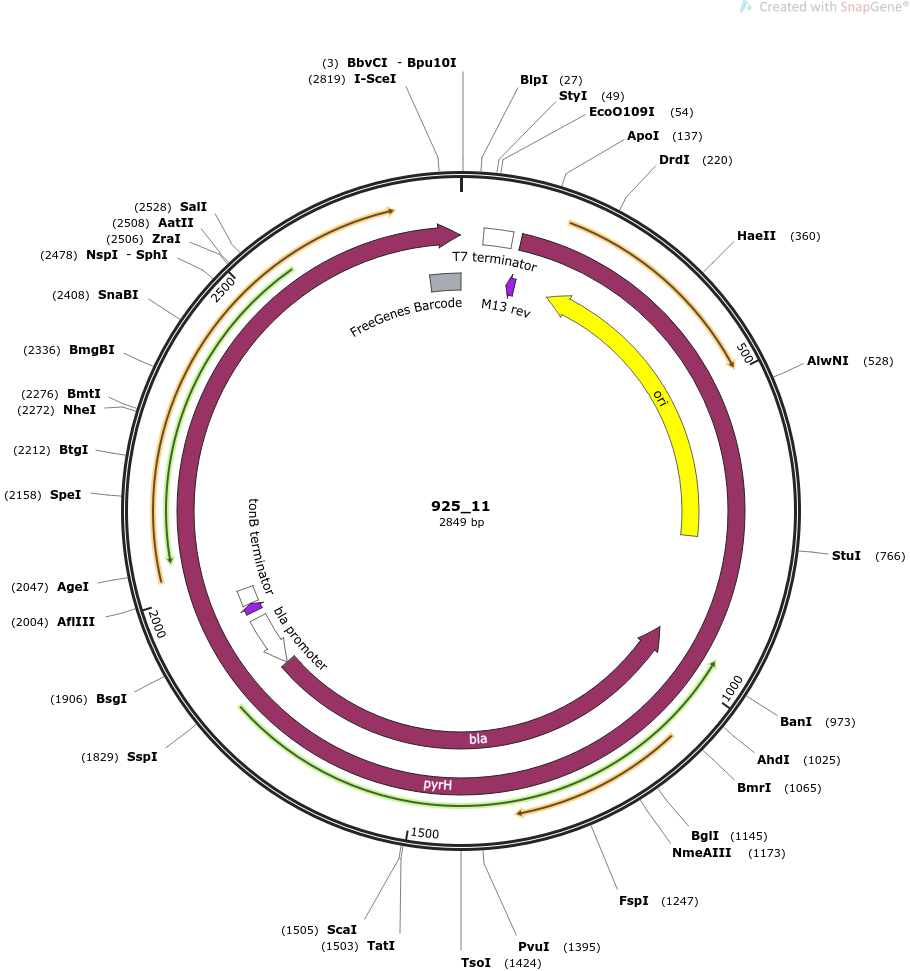 Created with SnapGene®
(3) BbvCI - Bpu10I
(2819) I-SceI
BlpI (27)
StyI (49)
EcoO109I (54)
ApoI (137)
DrdI (220)
HaeII (360)
AlwNI (528)
StuI (766)
BanI (973)
AhdI (1025)
BmrI (1065)
BglI (1145)
NmeAIII (1173)
FspI (1247)
PvuI (1395)
TsoI (1424)
(1503) TatI
(1505) ScaI
(1829) SspI
(1906) BsgI
(2004) AflIII
(2047) AgeI
(2158) SpeI
(2212) BtgI
(2272) NheI
(2276) BmtI
(2336) BmgBI
(2408) SnaBI
(2478) NspI - SphI
(2506) ZraI
(2508) AatII
(2528) SalI
500
1000
1500
2000
2500
T7 terminator
M13 rev
FreeGenes Barcode
ori
925_11
2849 bp
tonB terminator
bla promoter
bla
pyrH